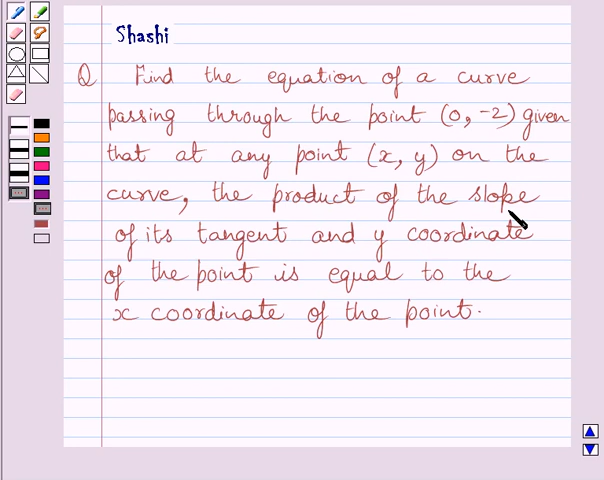 Shashi
Q Find the equation of a curve
passing through the point (0, -2) given
that at any point (x, y) on the
curve, the product of the slope
of its tangent and y coordinate
of the point is equal to the
x coordinate of the point.